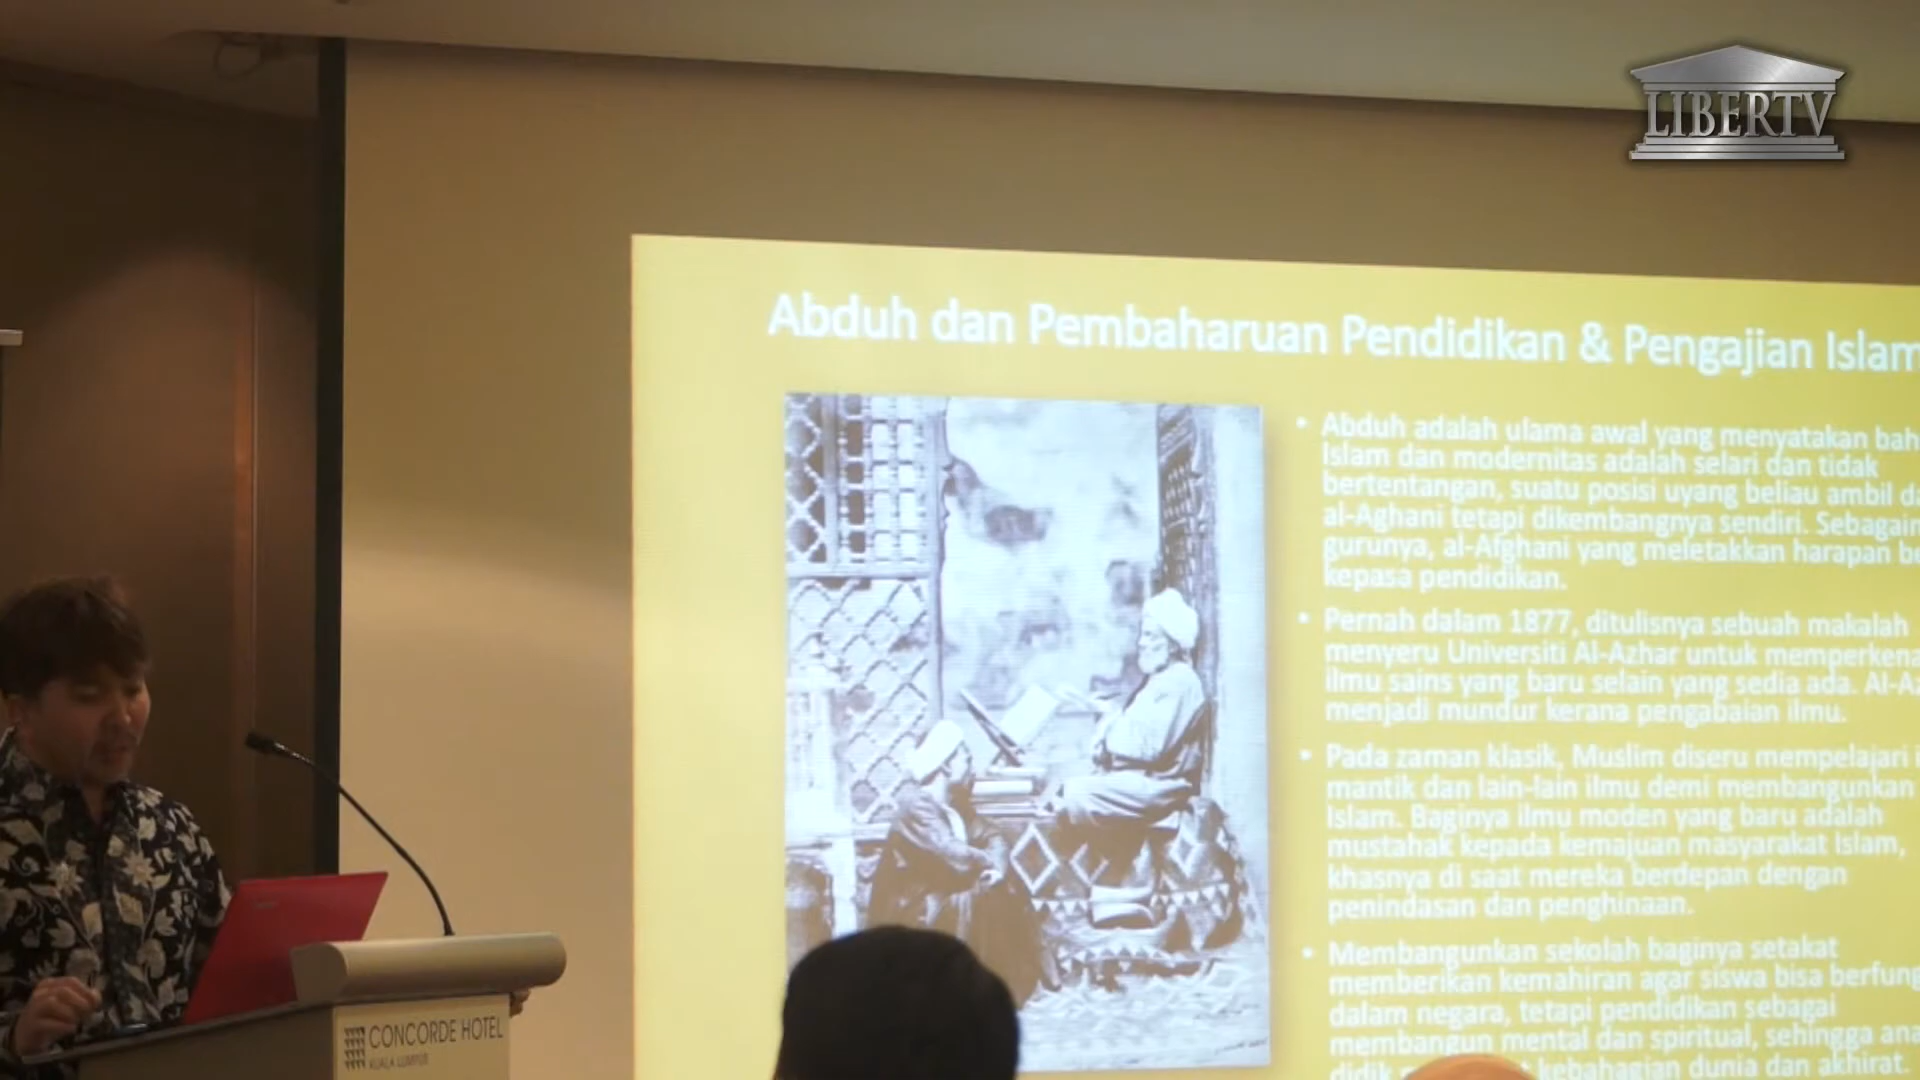 LIBERTV
Abduh dan Pembaharuan Pendidikan & Pengajian Islam
Abduh adalah ulama awal yang menyatakan bah
Islam dan modernitas adalah selari dan tidak
bertentangan, suatu posisi uyang beliau ambil da
al-Aghani tetapi dikembangnya sendiri. Sebagaim
gurunya, al-Afghani yang meletakkan harapan be
kepasa pendidikan.
Pernah dalam 1877, ditulisnya sebuah makalah
menyeru Universiti Al-Azhar untuk memperkena
ilmu sains yang baru selain yang sedia ada. Al-Az
menjadi mundur kerana pengabaian ilmu.
Pada zaman klasik, Muslim diseru mempelajari i
mantik dan lain-lain ilmu demi membangunkan
Islam. Baginya ilmu moden yang baru adalah
mustahak kepada kemajuan masyarakat Islam,
khasnya di saat mereka berdepan dengan
penindasan dan penghinaan.
Membangunkan sekolah baginya setakat
memberikan kemahiran agar siswa bisa berfung
dalam negara, tetapi pendidikan sebagai
membangun mental dan spiritual, sehingga ana
didik kebahagian dunia dan akhirat.
CONCORDE HOTEL
KUALA LUMPUR